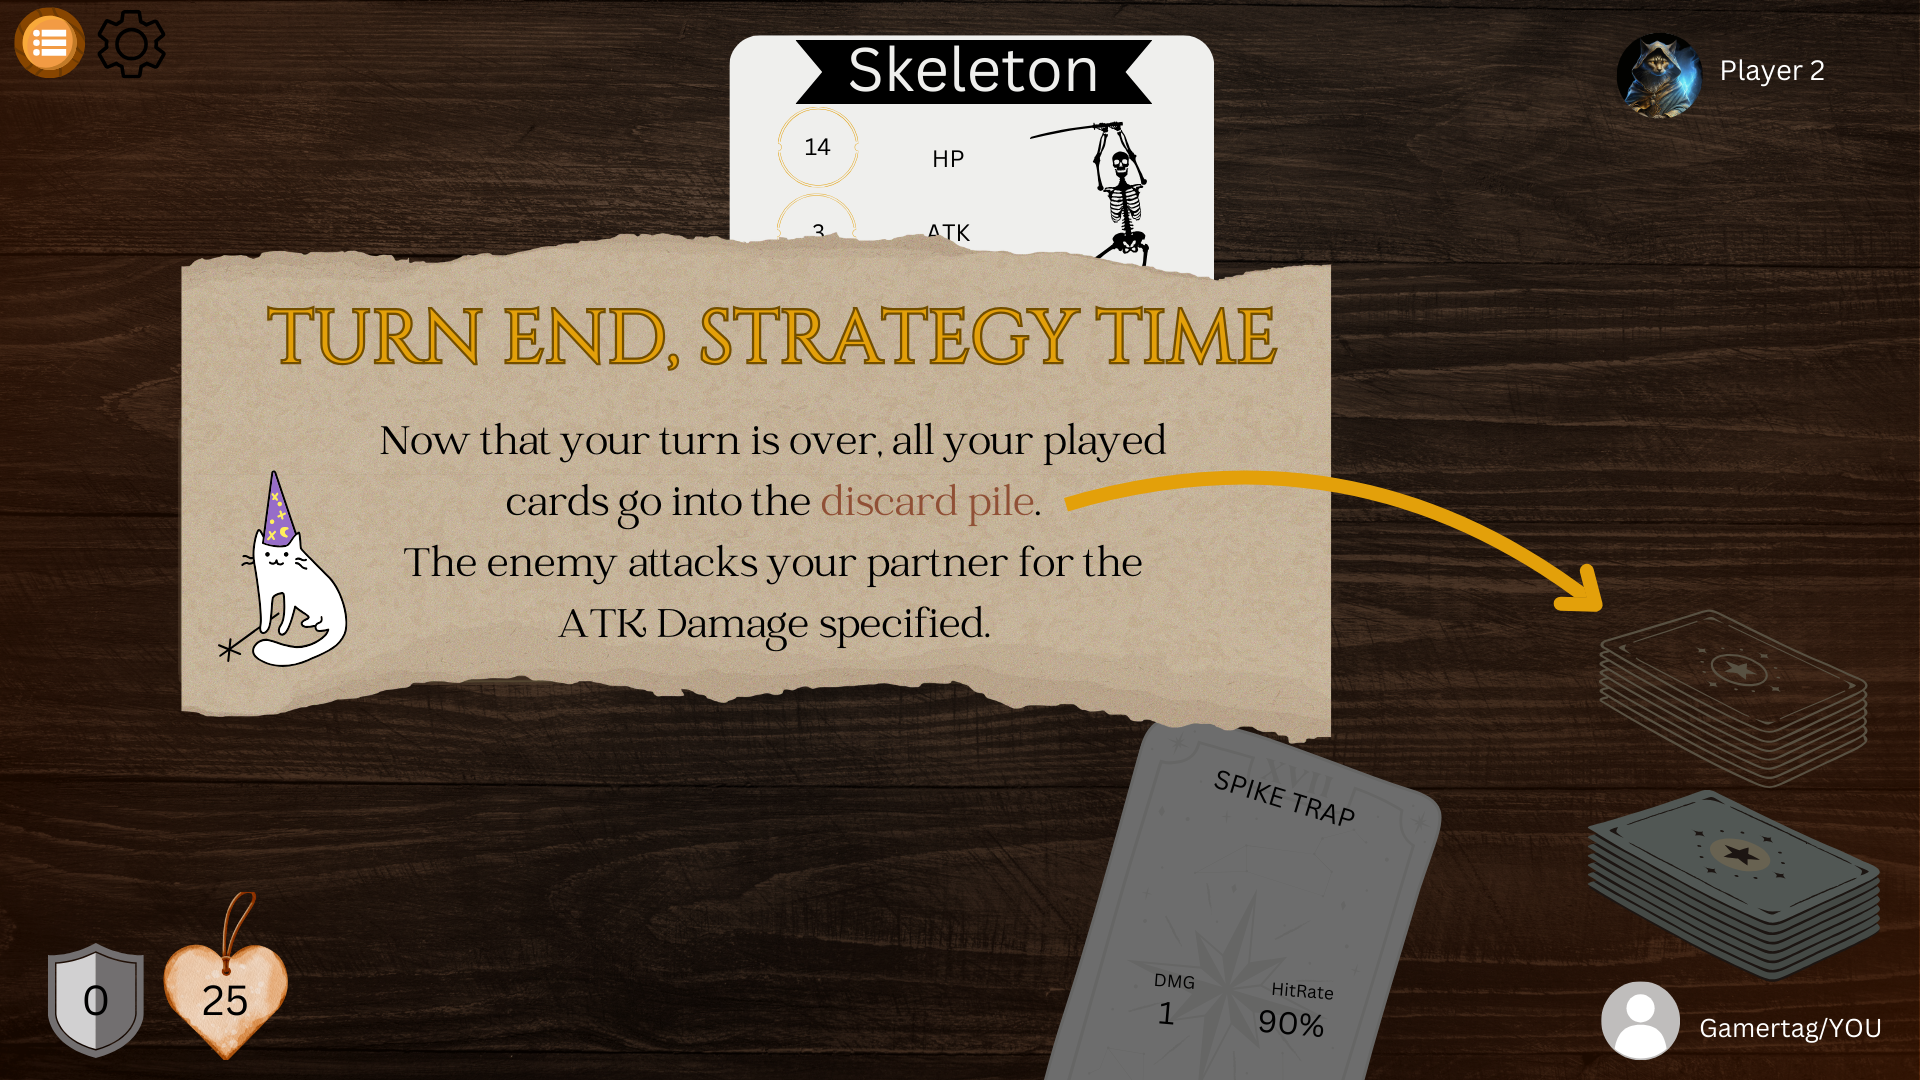 Skeleton
Player 2
14
HP
3
ATK
TURN END, STRATEGY TIME
Now that your turn is over, all your played
cards go into the discard pile.
The enemy attacks your partner for the
ATK Damage specified.
XVII
SPIKE TRAP
DMG
HitRate
1
90%
0
25
Gamertag/YOU